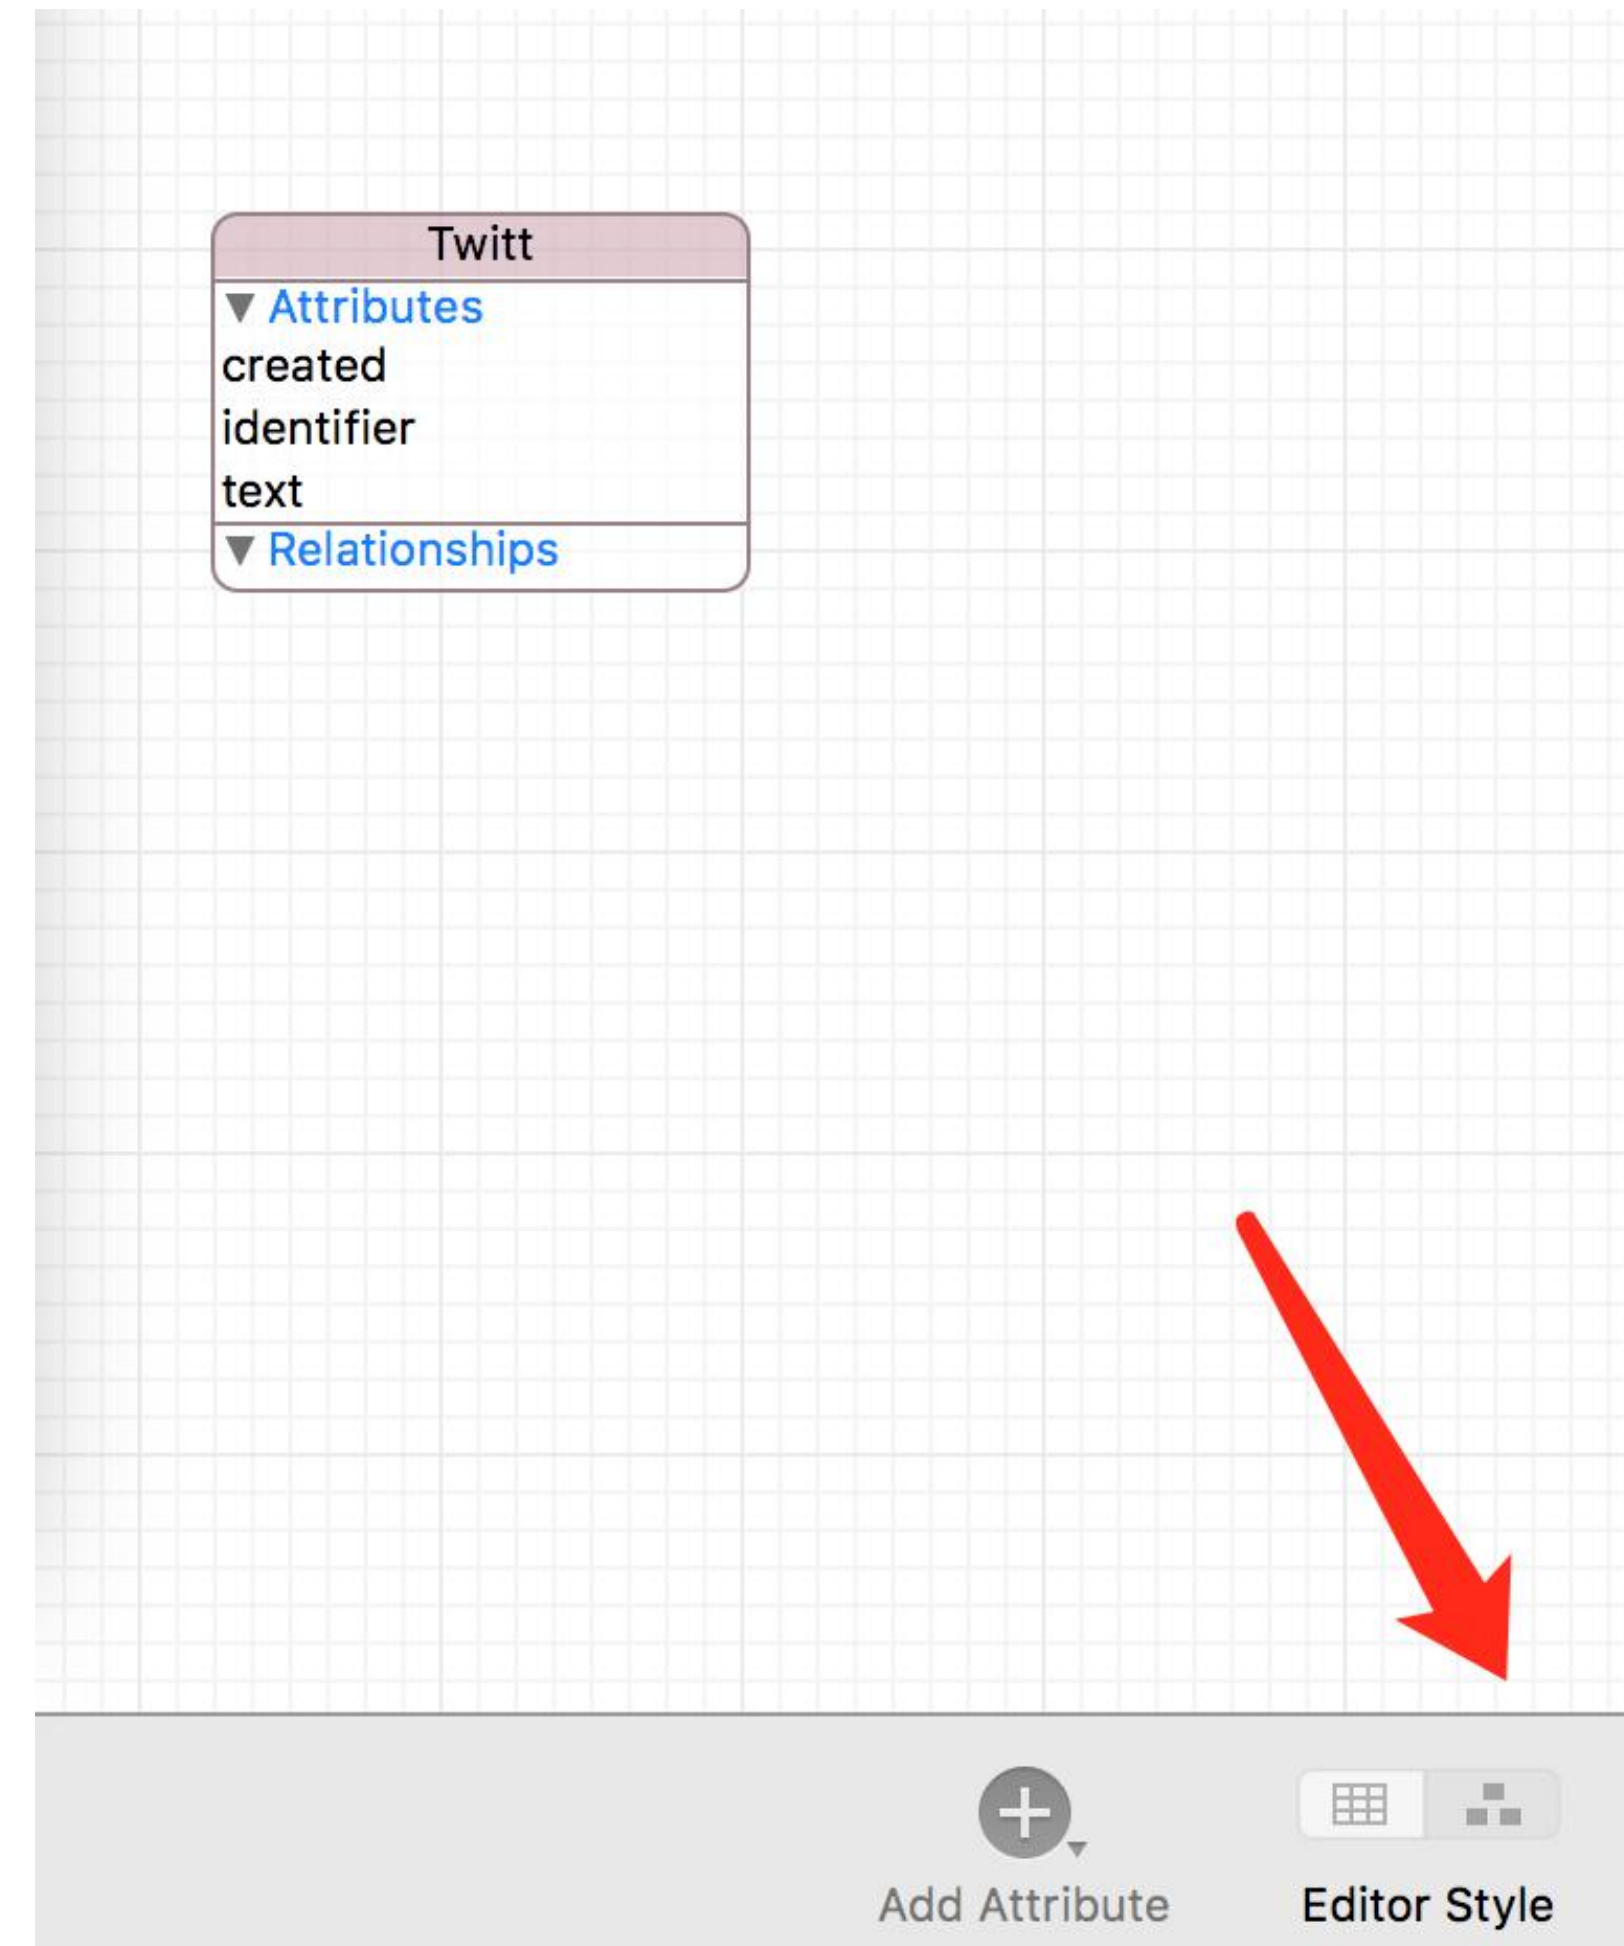 Twitt
Attributes
created
identifier
text
Relationships
Add Attribute
Editor Style